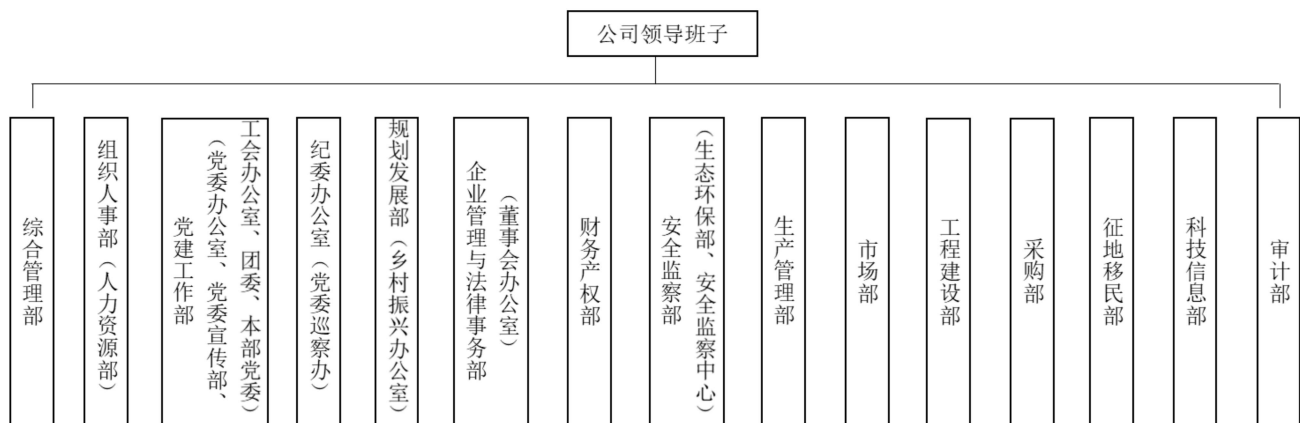 公司领导班子
综合管理部
组织人事部（人力资源部）
党建工作部
（党委办公室、党委宣传部、
工会办公室、团委、本部党委）
纪委办公室（党委巡察办）
规划发展部（乡村振兴办公室）
企业管理与法律事务部
（董事会办公室）
财务产权部
安全监察部
（生态环保部、安全监察中心）
生产管理部
市场部
工程建设部
采购部
征地移民部
科技信息部
审计部